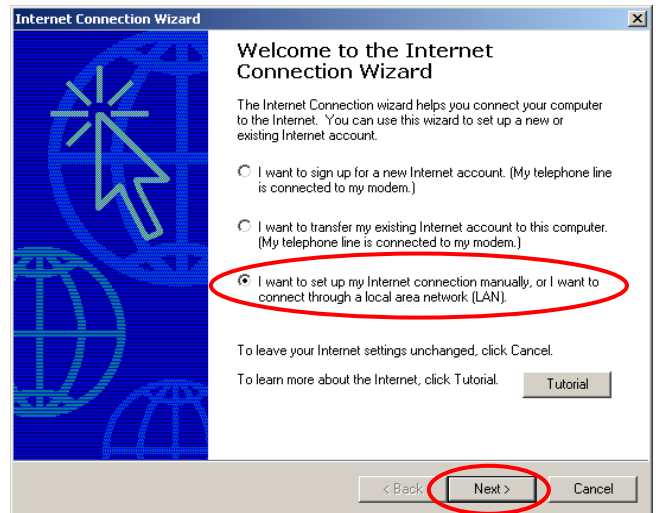 Internet Connection Wizard
Welcome to the Internet
Connection Wizard
The Internet Connection wizard helps you connect your computer
to the Internet. You can use this wizard to set up a new or
existing Internet account.
I want to sign up for a new Internet account. (My telephone line
is connected to my modem.)
I want to transfer my existing Internet account to this computer.
(My telephone line is connected to my modem.)
I want to set up my Internet connection manually, or I want to
connect through a local area network (LAN).
To leave your Internet settings unchanged, click Cancel.
To learn more about the Internet, click Tutorial.
Tutorial
< Back
Next >
Cancel